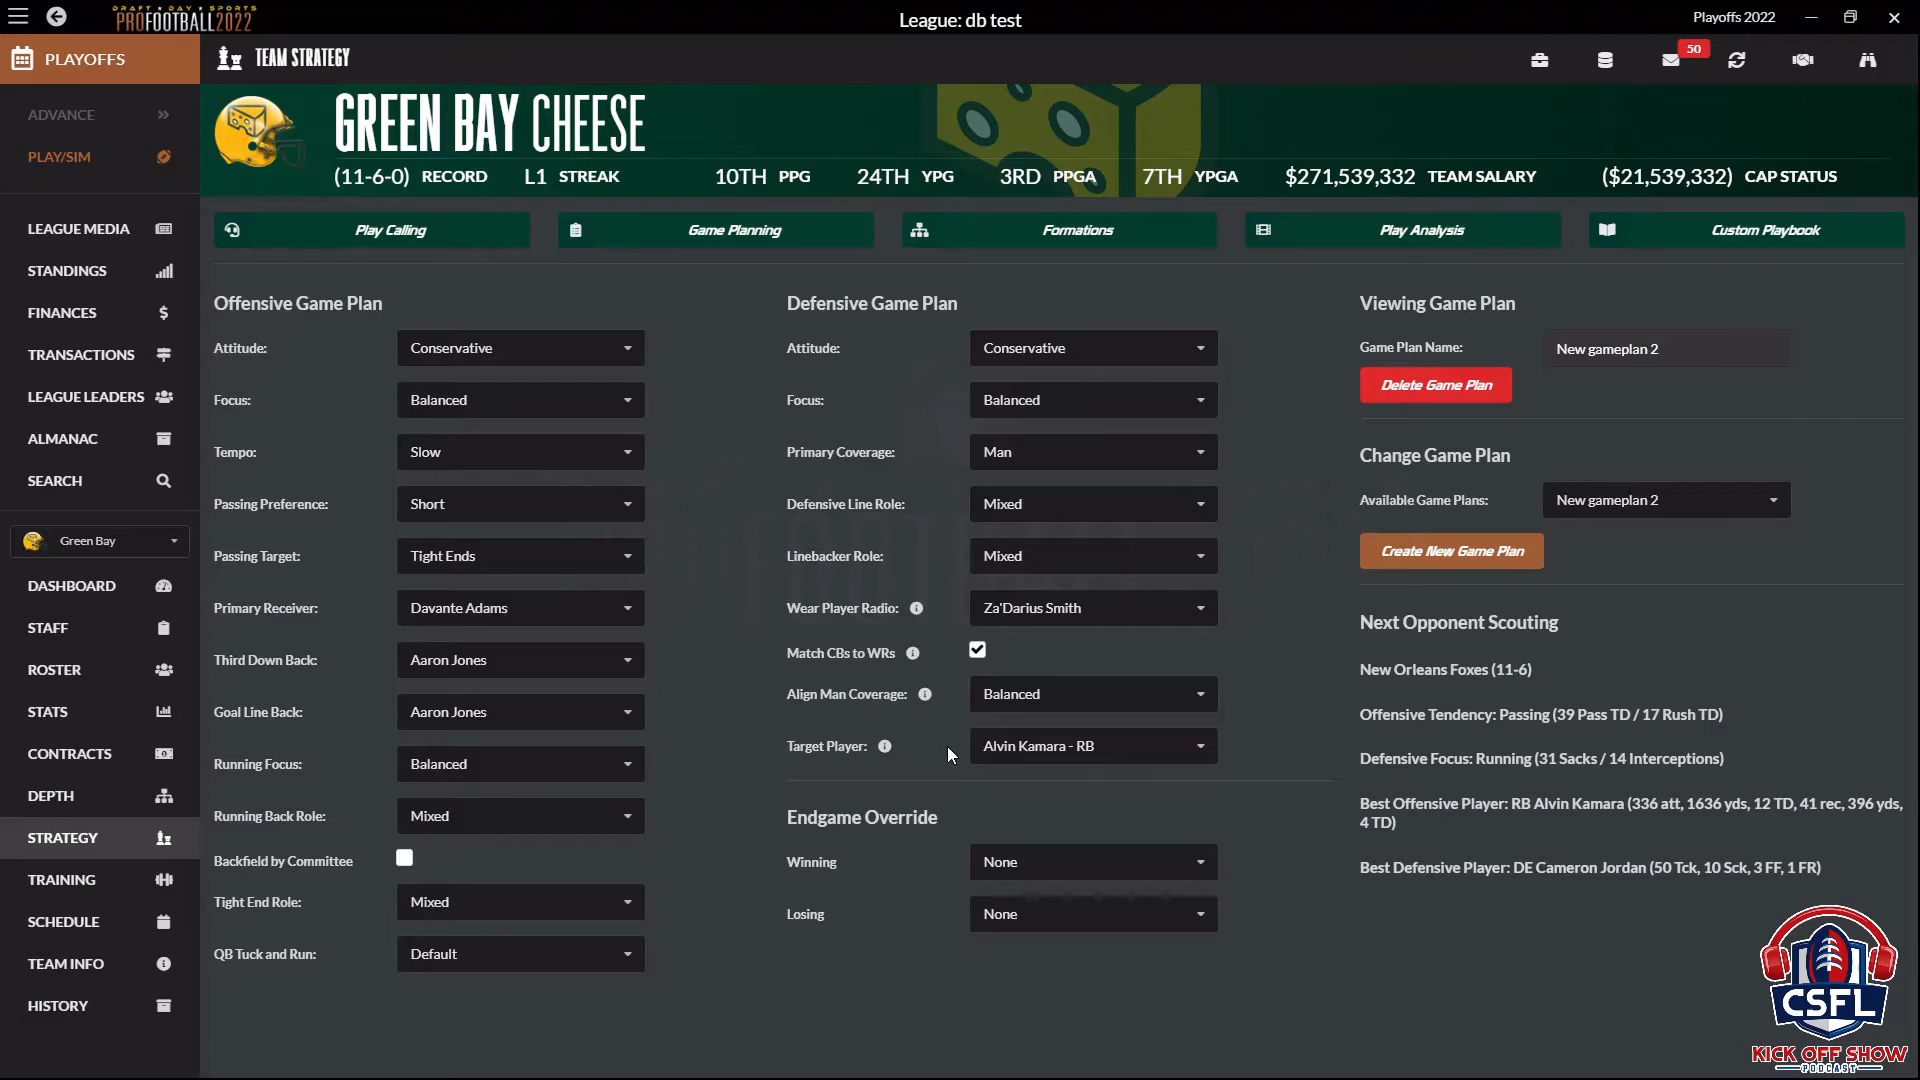 DRAFT DAY SPORTS
PROFOOTBALL2022
League: db test
Playoffs 2022
PLAYOFFS
TEAM STRATEGY
50
ADVANCE
PLAY/SIM
GREEN BAY CHEESE
(11-6-0) RECORD L1 STREAK 10TH PPG 24TH YPG 3RD PPGA 7TH YPGA $271,539,332 TEAM SALARY ($21,539,332) CAP STATUS
Play Calling Game Planning Formations Play Analysis Custom Playbook
LEAGUE MEDIA
STANDINGS
FINANCES
TRANSACTIONS
LEAGUE LEADERS
ALMANAC
SEARCH
Green Bay
DASHBOARD
STAFF
ROSTER
STATS
CONTRACTS
DEPTH
STRATEGY
TRAINING
SCHEDULE
TEAM INFO
HISTORY
Offensive Game Plan
Attitude: Conservative
Focus: Balanced
Tempo: Slow
Passing Preference: Short
Passing Target: Tight Ends
Primary Receiver: Davante Adams
Third Down Back: Aaron Jones
Goal Line Back: Aaron Jones
Running Focus: Balanced
Running Back Role: Mixed
Backfield by Committee
Tight End Role: Mixed
QB Tuck and Run: Default
Defensive Game Plan
Attitude: Conservative
Focus: Balanced
Primary Coverage: Man
Defensive Line Role: Mixed
Linebacker Role: Mixed
Wear Player Radio: Za'Darius Smith
Match CBs to WRs
Align Man Coverage: Balanced
Target Player: Alvin Kamara - RB
Endgame Override
Winning None
Losing None
Viewing Game Plan
Game Plan Name: New gameplan 2
Delete Game Plan
Change Game Plan
Available Game Plans: New gameplan 2
Create New Game Plan
Next Opponent Scouting
New Orleans Foxes (11-6)
Offensive Tendency: Passing (39 Pass TD / 17 Rush TD)
Defensive Focus: Running (31 Sacks / 14 Interceptions)
Best Offensive Player: RB Alvin Kamara (336 att, 1636 yds, 12 TD, 41 rec, 396 yds,
4 TD)
Best Defensive Player: DE Cameron Jordan (50 Tck, 10 Sck, 3 FF, 1 FR)
CSFL
KICK OFF SHOW
PODCAST